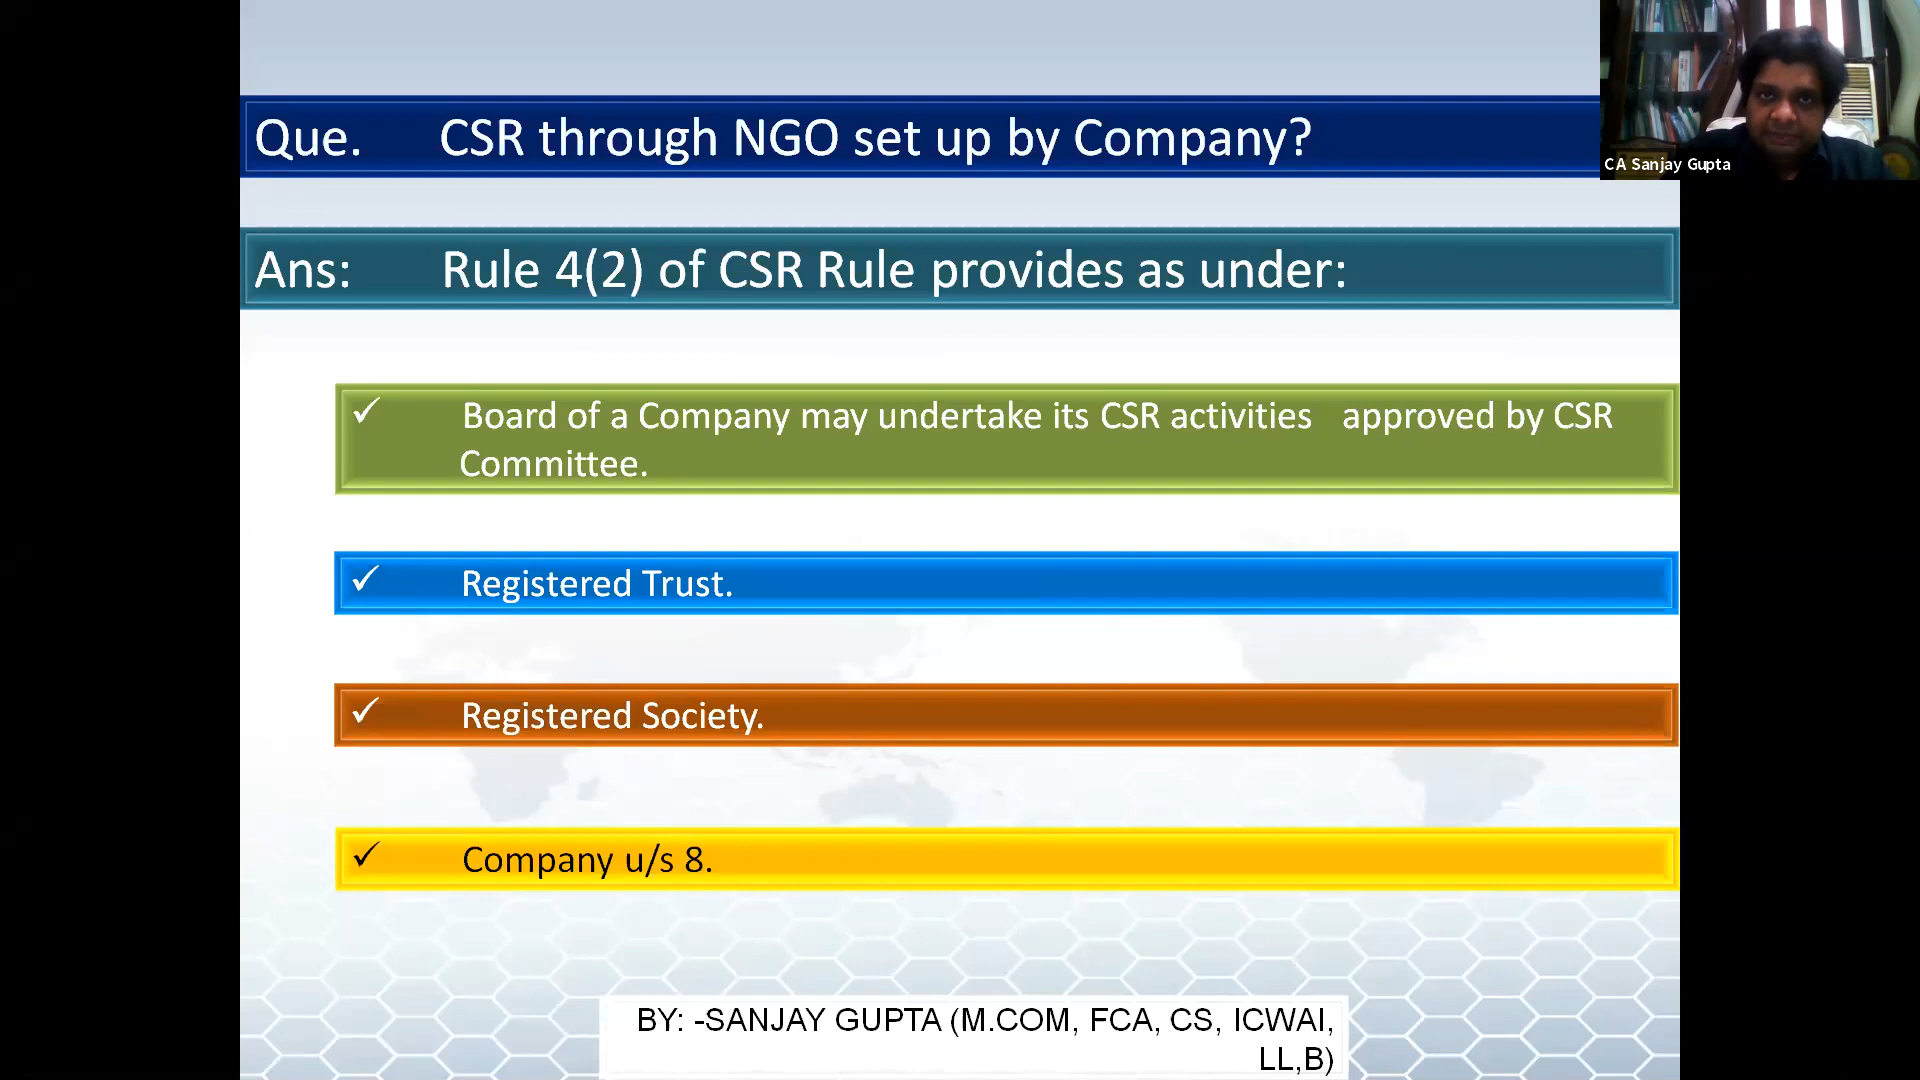 Que. CSR through NGO set up by Company?
CA Sanjay Gupta
Ans: Rule 4(2) of CSR Rule provides as under:
✓ Board of a Company may undertake its CSR activities approved by CSR
Committee.
✓ Registered Trust.
✓ Registered Society.
✓ Company u/s 8.
BY: -SANJAY GUPTA (M.COM, FCA, CS, ICWAI,
LL,B)